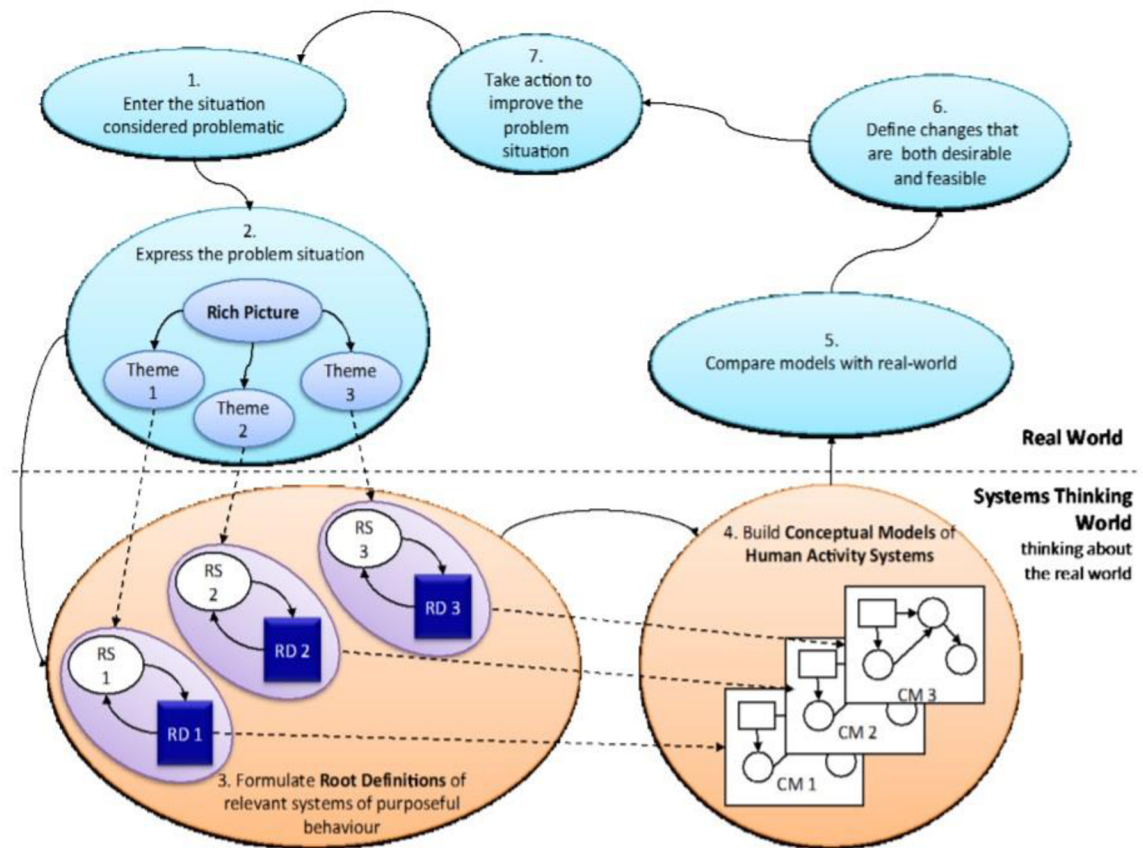 1.
Enter the situation
considered problematic
7.
Take action to
improve the
problem
situation
6.
Define changes that
are both desirable
and feasible
2.
Express the problem situation
Rich Picture
Theme
1
Theme
2
Theme
3
5.
Compare models with real-world
Real World
Systems Thinking
World
thinking about
the real world
RS
3
RD 3
RS
2
RD 2
RS
1
RD 1
3. Formulate Root Definitions of
relevant systems of purposeful
behaviour
4. Build Conceptual Models of
Human Activity Systems
CM 3
CM 2
CM 1